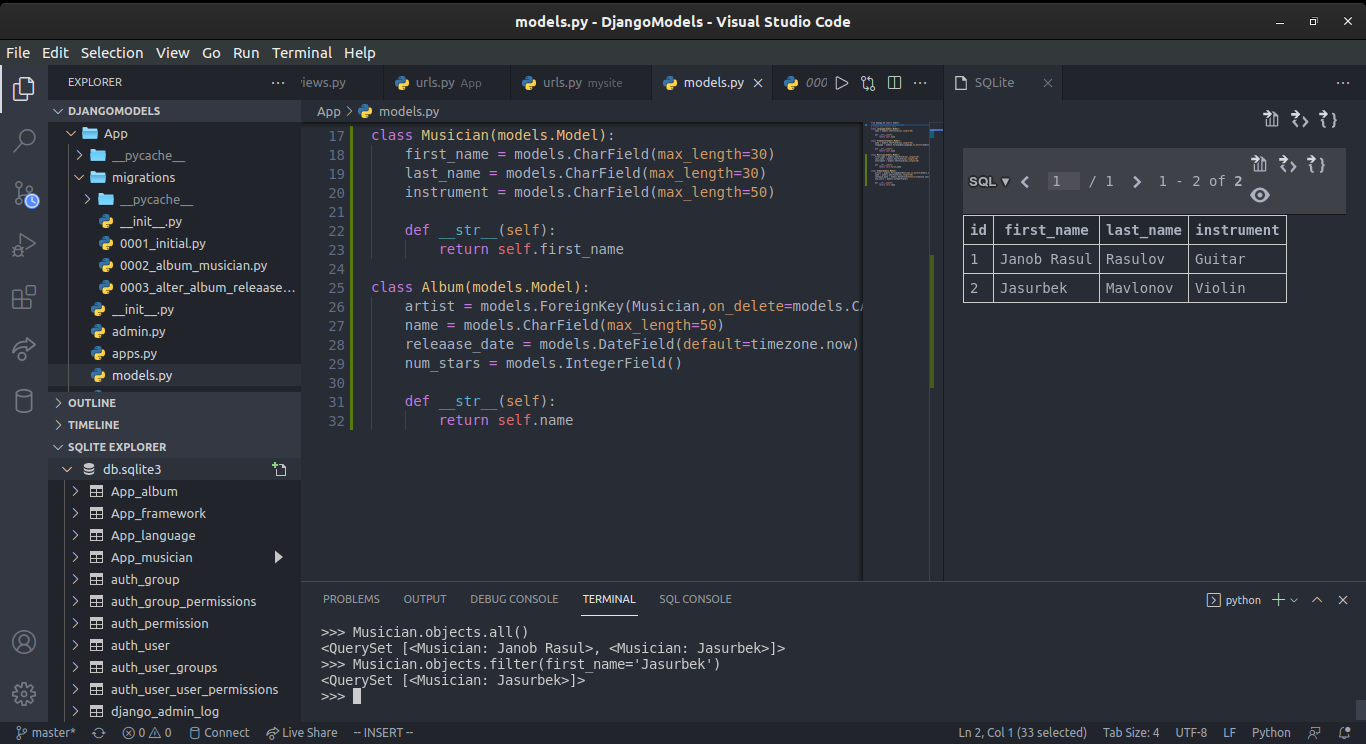 models.py - DjangoModels - Visual Studio Code
File Edit Selection View Go Run Terminal Help
EXPLORER
DJANGOMODELS
App
__pycache__
migrations
__pycache__
__init__.py
0001_initial.py
0002_album_musician.py
0003_alter_album_releaase...
__init__.py
admin.py
apps.py
models.py
OUTLINE
TIMELINE
SQLITE EXPLORER
db.sqlite3
App_album
App_framework
App_language
App_musician
auth_group
auth_group_permissions
auth_permission
auth_user
auth_user_groups
auth_user_user_permissions
django_admin_log
iews.py urls.py App urls.py mysite models.py 000
App > models.py
17 class Musician(models.Model):
18 first_name = models.CharField(max_length=30)
19 last_name = models.CharField(max_length=30)
20 instrument = models.CharField(max_length=50)
21
22 def __str__(self):
23 return self.first_name
24
25 class Album(models.Model):
26 artist = models.ForeignKey(Musician,on_delete=models.CA
27 name = models.CharField(max_length=50)
28 releaase_date = models.DateField(default=timezone.now)
29 num_stars = models.IntegerField()
30
31 def __str__(self):
32 return self.name
SQLite
SQL ▼ < 1 / 1 > 1 - 2 of 2
id first_name last_name instrument
1 Janob Rasul Rasulov Guitar
2 Jasurbek Mavlonov Violin
PROBLEMS OUTPUT DEBUG CONSOLE TERMINAL SQL CONSOLE
python
>>> Musician.objects.all()
<QuerySet [<Musician: Janob Rasul>, <Musician: Jasurbek>]>
>>> Musician.objects.filter(first_name='Jasurbek')
<QuerySet [<Musician: Jasurbek>]>
>>>
master* 0 0 Connect Live Share -- INSERT -- Ln 2, Col 1 (33 selected) Tab Size: 4 UTF-8 LF Python